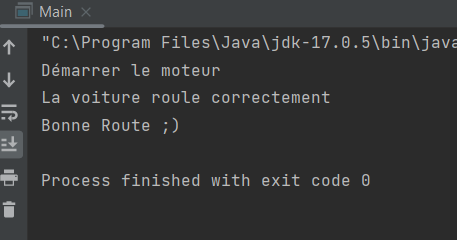 Main
"C:\Program Files\Java\jdk-17.0.5\bin\java
Démarrer le moteur
La voiture roule correctement
Bonne Route ;)
Process finished with exit code 0